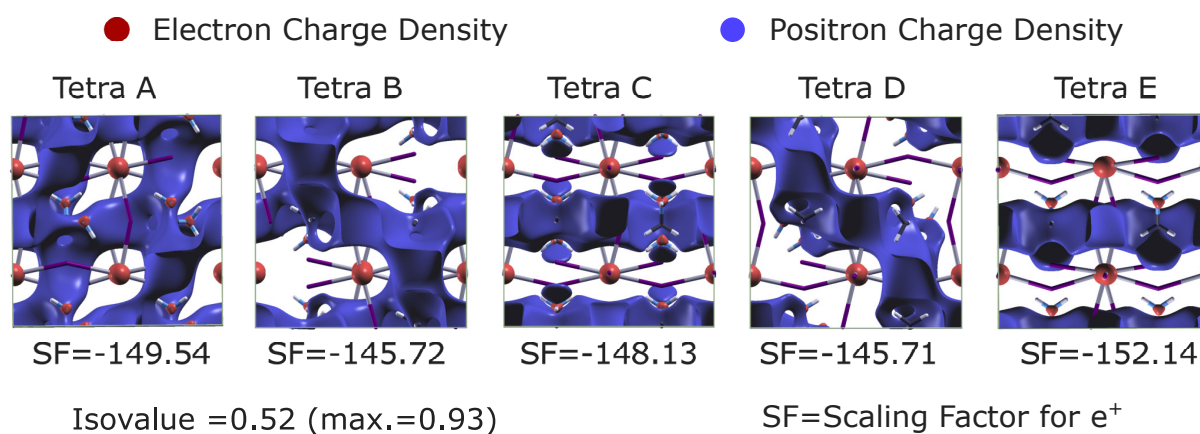 Electron Charge Density Positron Charge Density
Tetra A Tetra B Tetra C Tetra D Tetra E
SF=-149.54 SF=-145.72 SF=-148.13 SF=-145.71 SF=-152.14
Isovalue =0.52 (max.=0.93) SF=Scaling Factor for e⁺